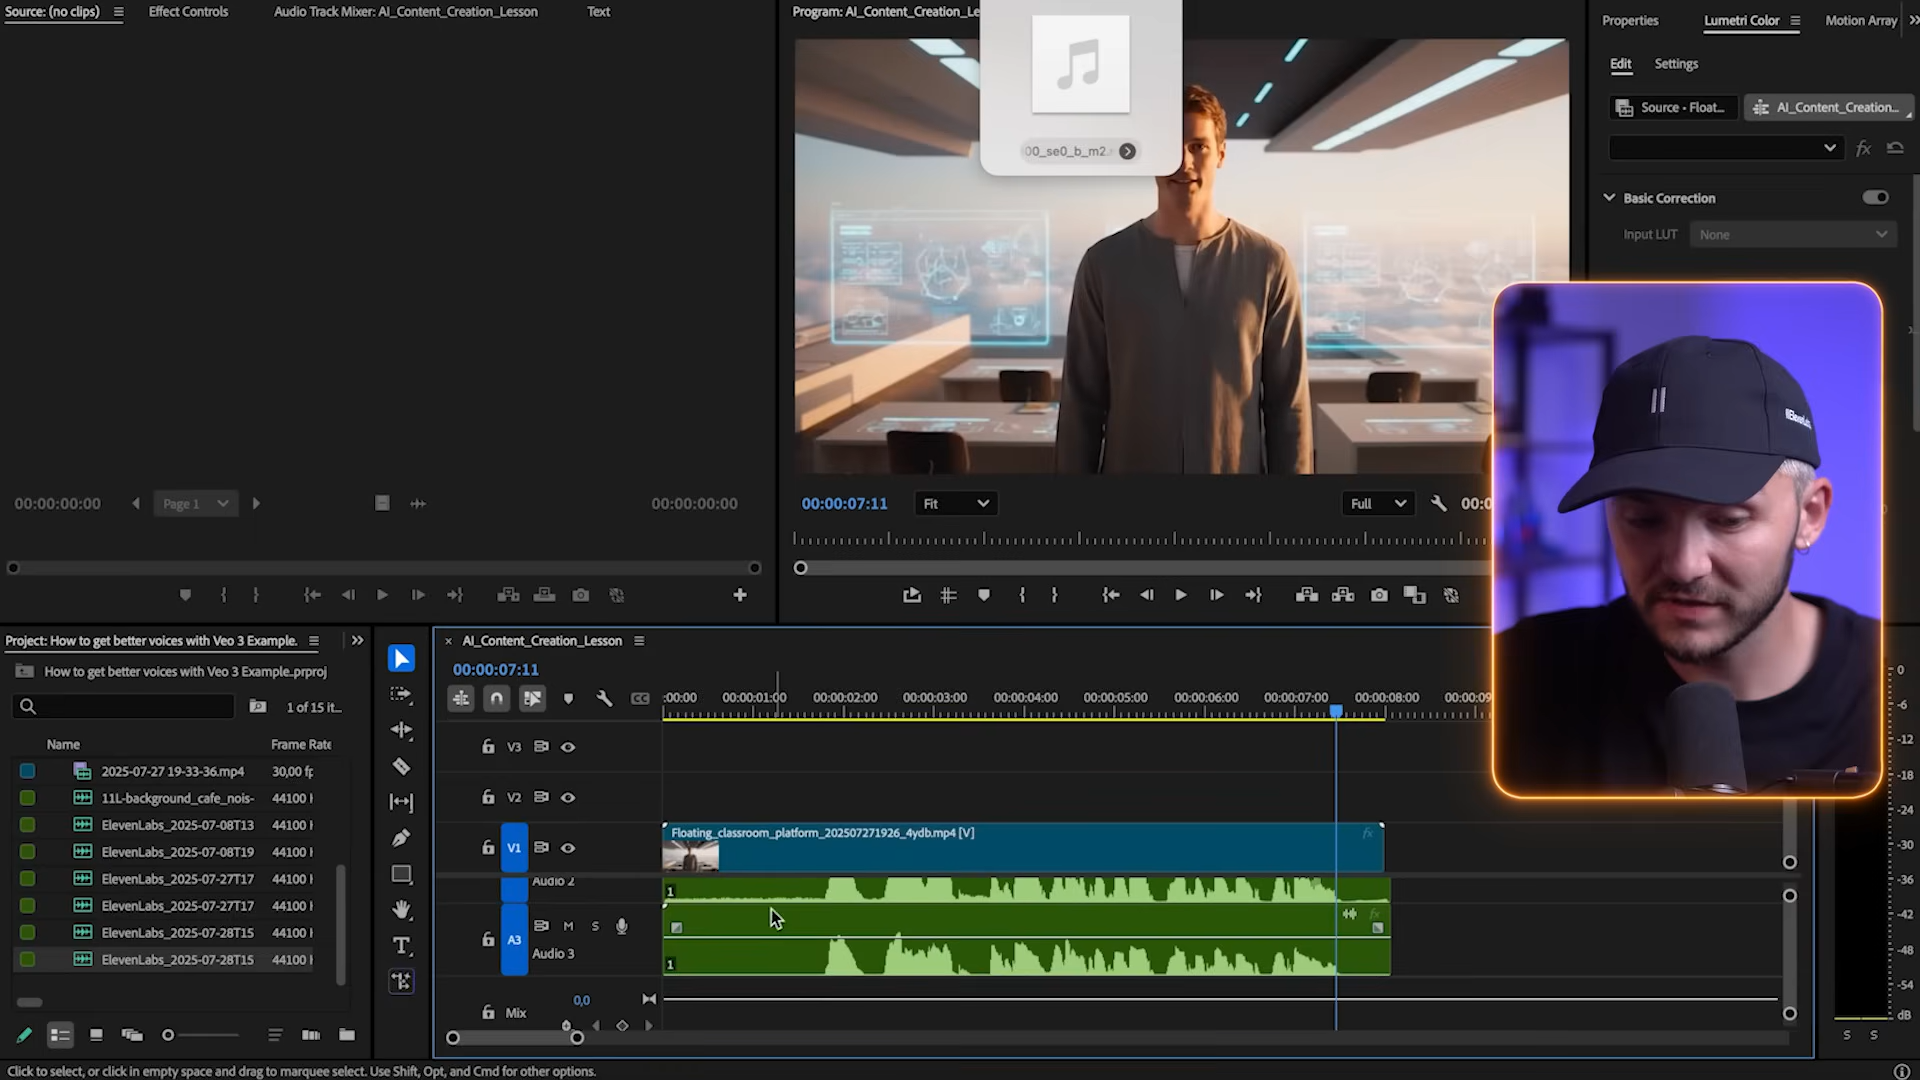 Source: (no clips)
Effect Controls
Audio Track Mixer: AI_Content_Creation_Lesson
Text
Program: AI_Content_Creation_Le
Properties
Lumetri Color
Motion Array
Edit
Settings
Source • Float...
AI_Content_Creation...
fx
Basic Correction
Input LUT
None
00_se0_b_m2.
00:00:00:00
Page 1
00:00:00:00
00:00:07:11
Fit
Full
00:0
Project: How to get better voices with Veo 3 Example.
How to get better voices with Veo 3 Example..prproj
1 of 15 it...
Name
Frame Rate
2025-07-27 19-33-36.mp4
30,00 fp
11L-background_cafe_nois-
44100 H
ElevenLabs_2025-07-08T13
44100 H
ElevenLabs_2025-07-08T19
44100 H
ElevenLabs_2025-07-27T17
44100 H
ElevenLabs_2025-07-27T17
44100 H
ElevenLabs_2025-07-28T15
44100 H
ElevenLabs_2025-07-28T15
44100 H
AI_Content_Creation_Lesson
00:00:07:11
CC
:00:00
00:00:01:00
00:00:02:00
00:00:03:00
00:00:04:00
00:00:05:00
00:00:06:00
00:00:07:00
00:00:08:00
00:00:09
V3
V2
V1
Floating_classroom_platform_202507271926_4ydb.mp4 [V]
fx
Audio 2
1
A3
M
S
Audio 3
fx
1
Mix
0,0
0
-6
-12
-18
-24
-30
-36
-42
-48
-54
dB
S
S
Click to select, or click in empty space and drag to marquee select. Use Shift, Opt, and Cmd for other options.